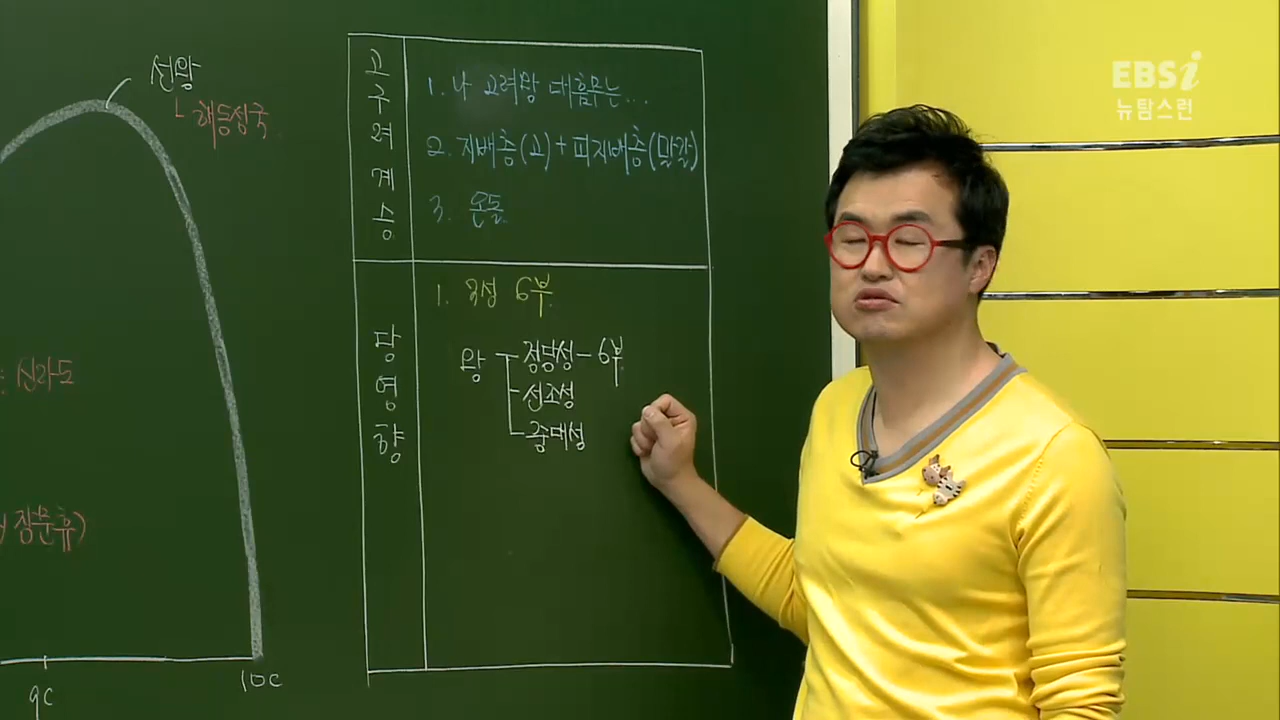 선왕
ㄴ해동성국
신라도
장문휴)
9C
10C
고구려계승
1. 나 고려왕 대흠무는...
2. 지배층(고)+피지배층(말갈)
3. 온돌
당영향
1. 3성 6부
왕 정당성-6부
선조성
중대성
EBSi
뉴탐스런